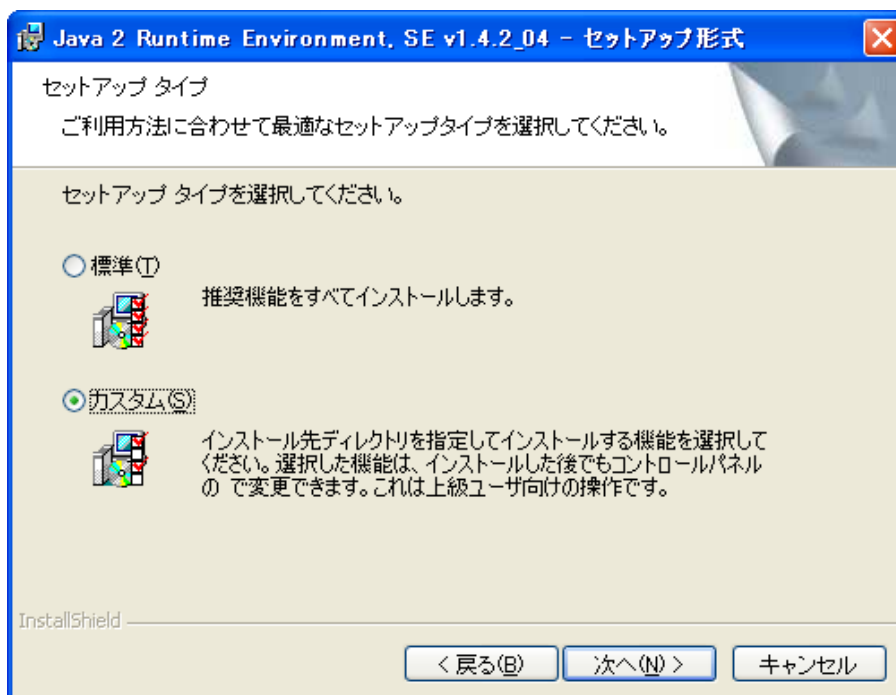 Java 2 Runtime Environment, SE v1.4.2_04 - セットアップ形式
セットアップ タイプ
ご利用方法に合わせて最適なセットアップタイプを選択してください。
セットアップ タイプを選択してください。
標準(T)
推奨機能をすべてインストールします。
カスタム(S)
インストール先ディレクトリを指定してインストールする機能を選択して
ください。選択した機能は、インストールした後でもコントロールパネル
の で変更できます。これは上級ユーザ向けの操作です。
InstallShield
< 戻る(B) 次へ(N) > キャンセル